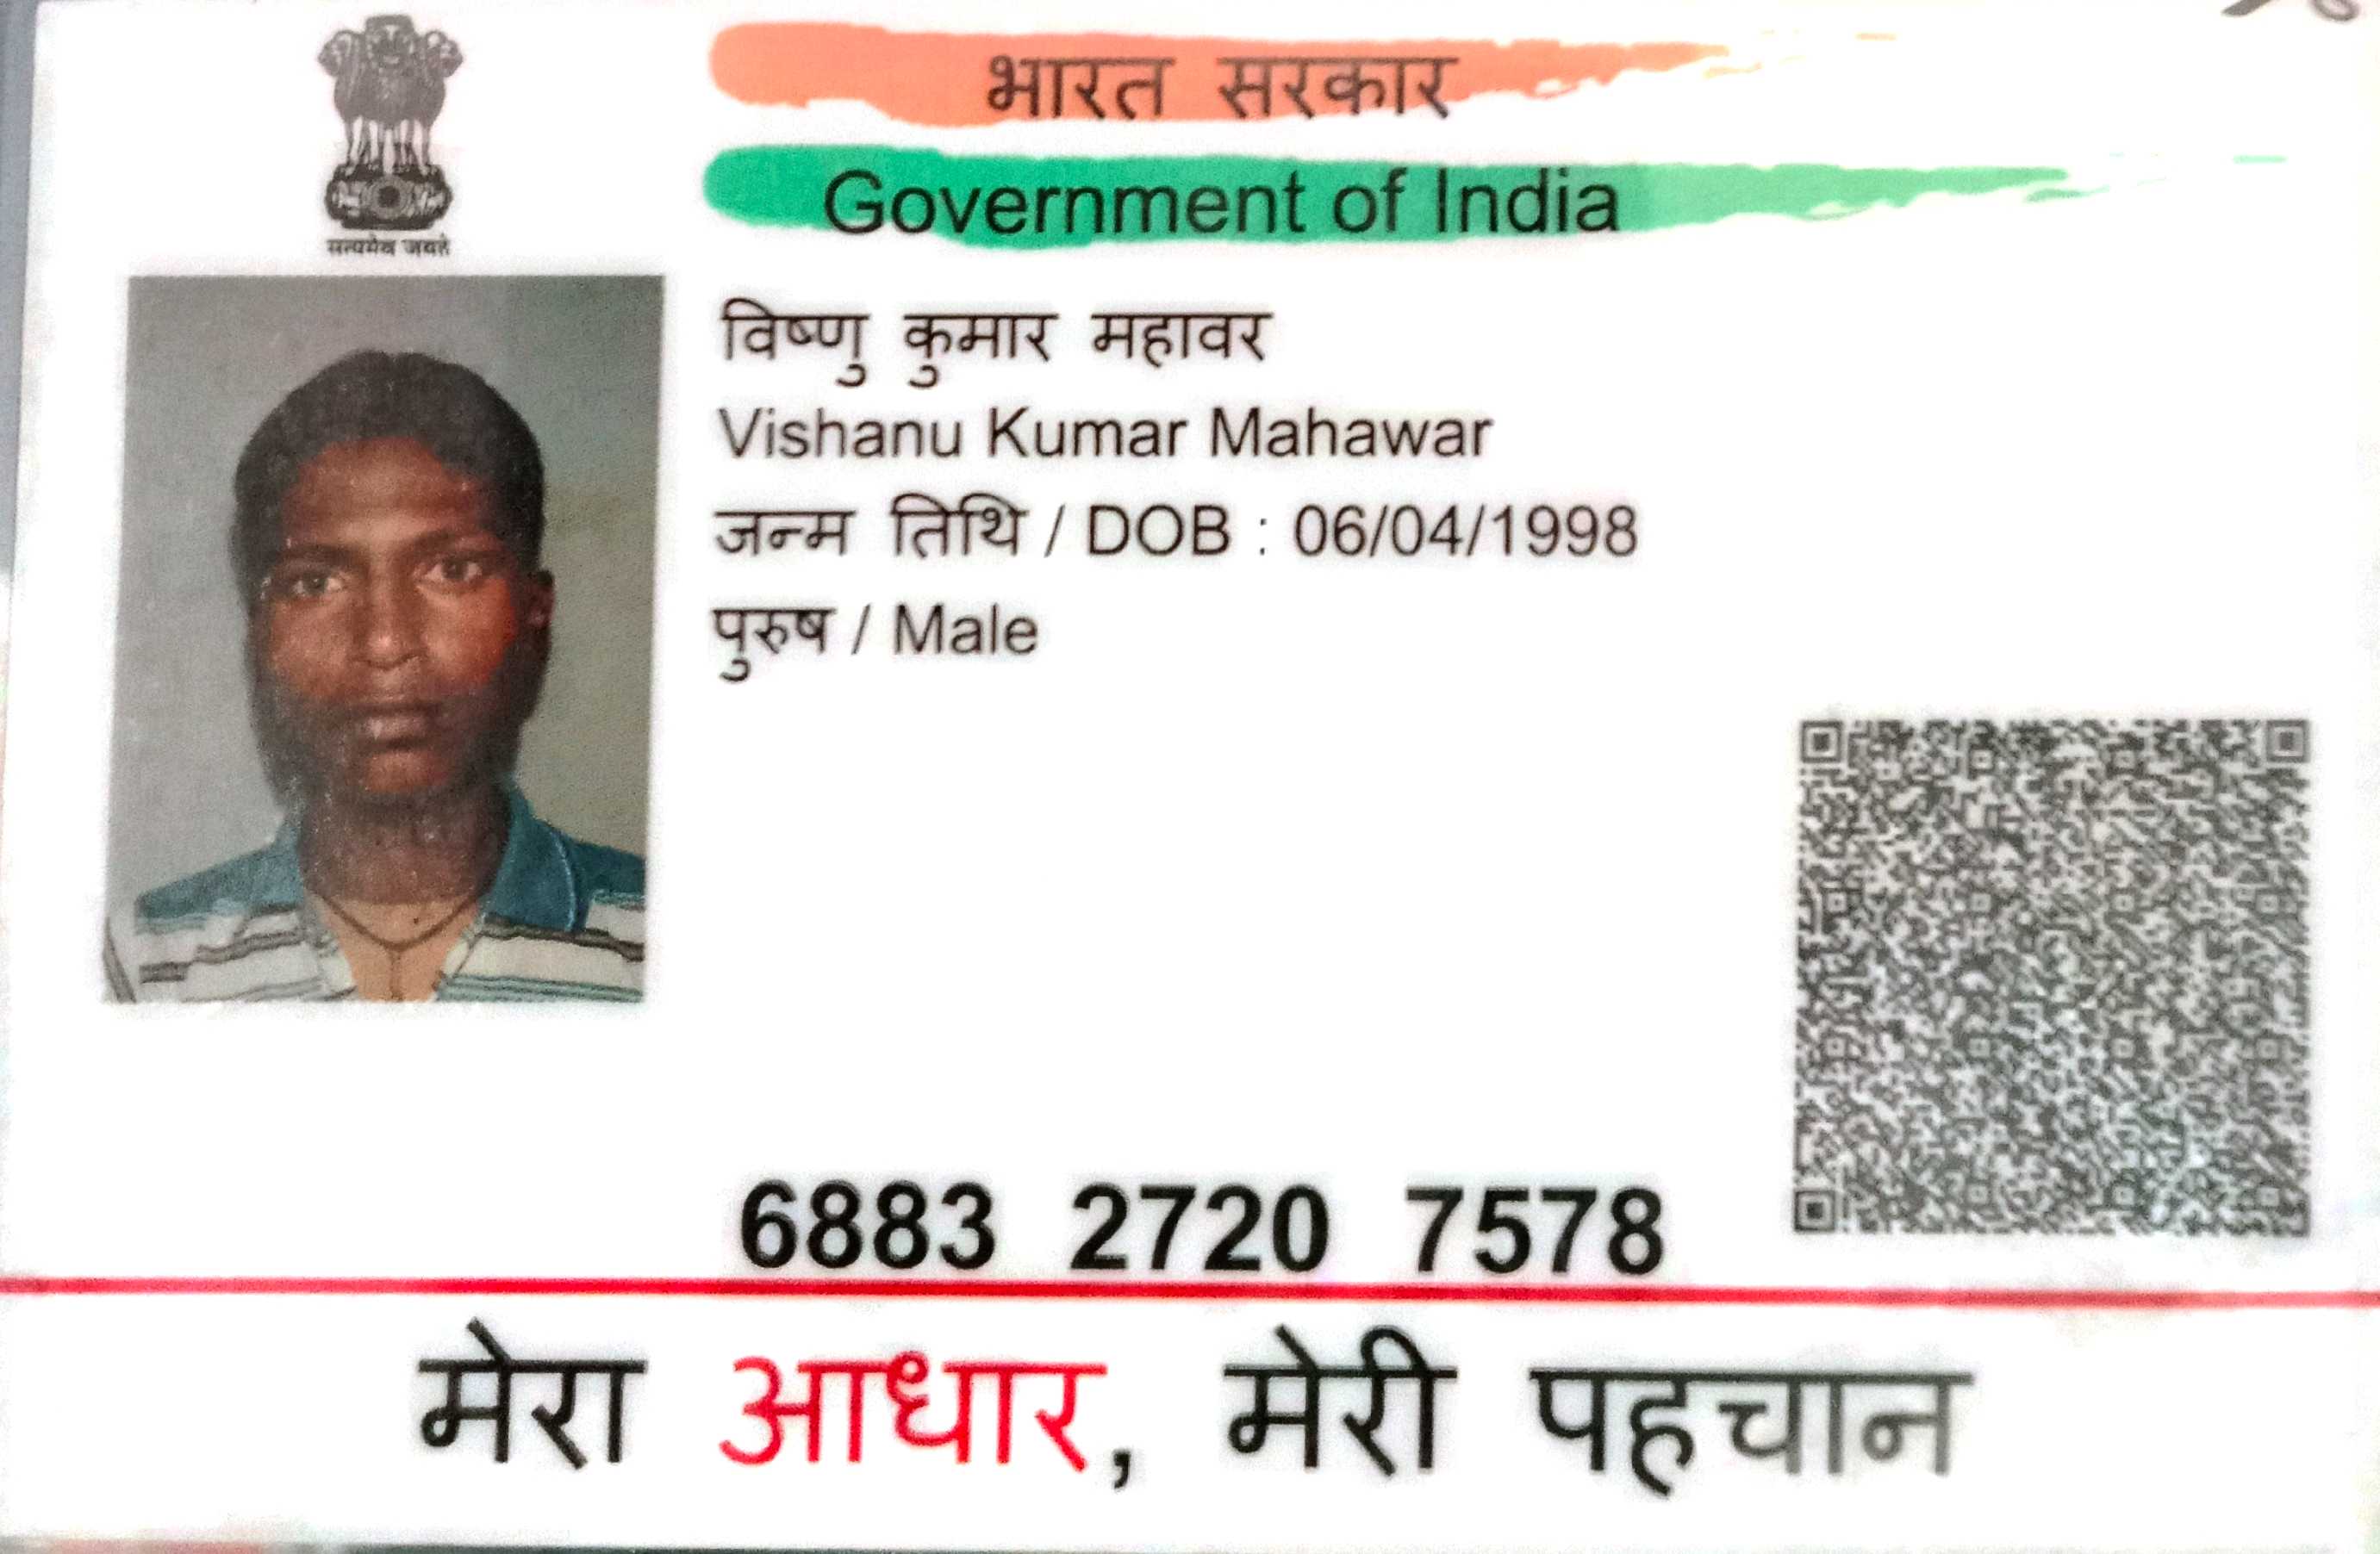 सत्यमेव जयते
भारत सरकार
Government of India
विष्णु कुमार महावर
Vishanu Kumar Mahawar
जन्म तिथि / DOB : 06/04/1998
पुरुष / Male
6883 2720 7578
मेरा आधार, मेरी पहचान